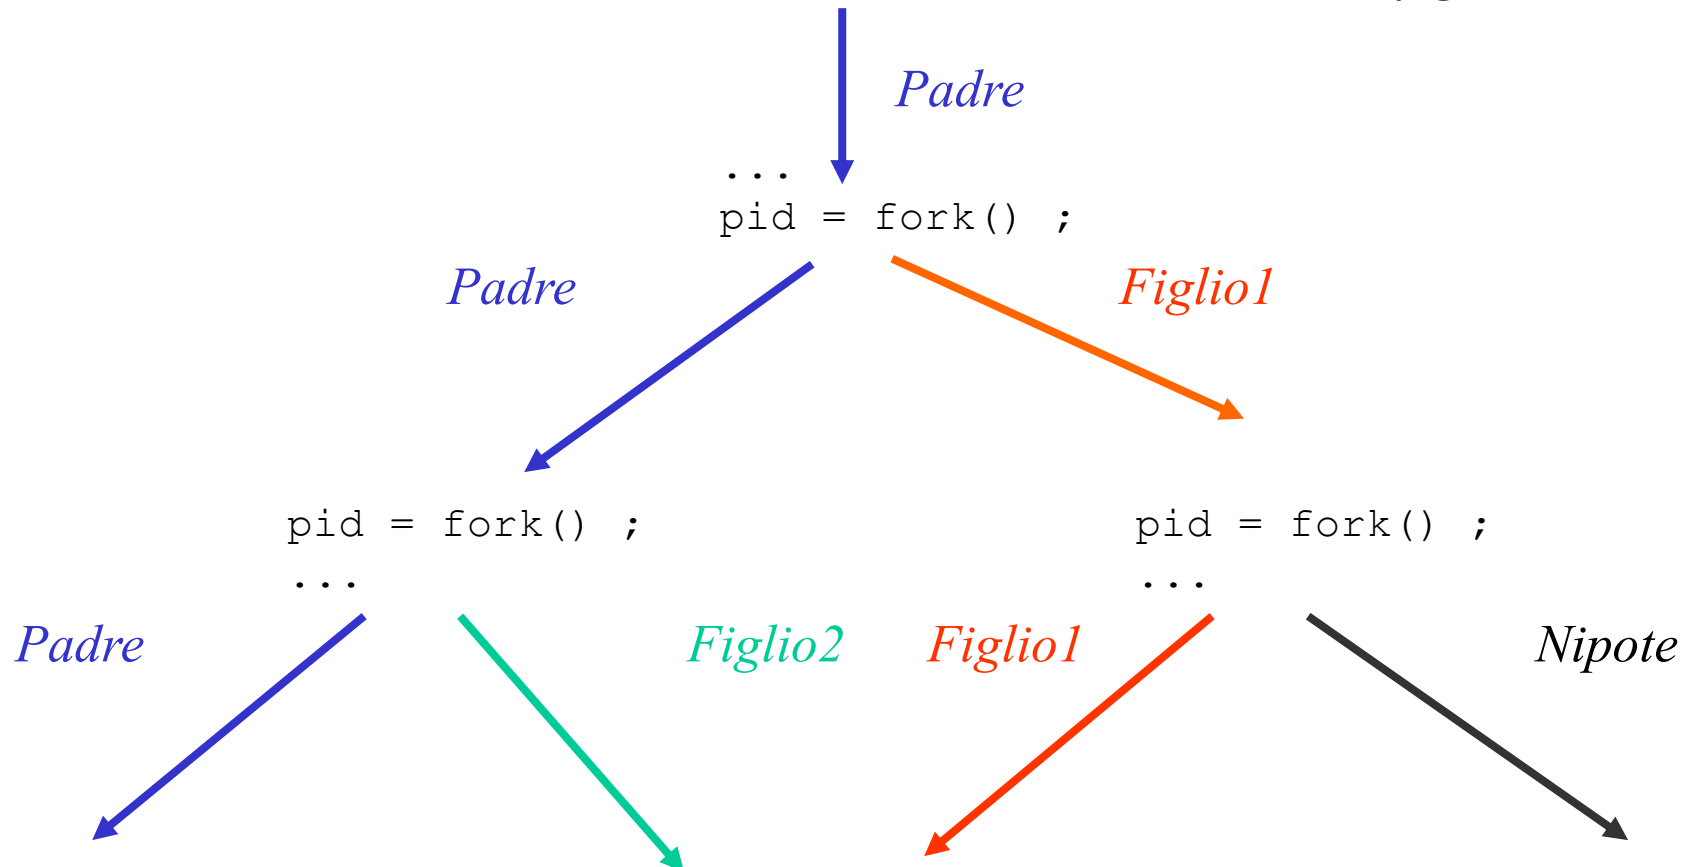 Padre
...
pid = fork() ;
Padre
Figlio1
pid = fork() ;
pid = fork() ;
...
...
Padre
Figlio2
Figlio1
Nipote